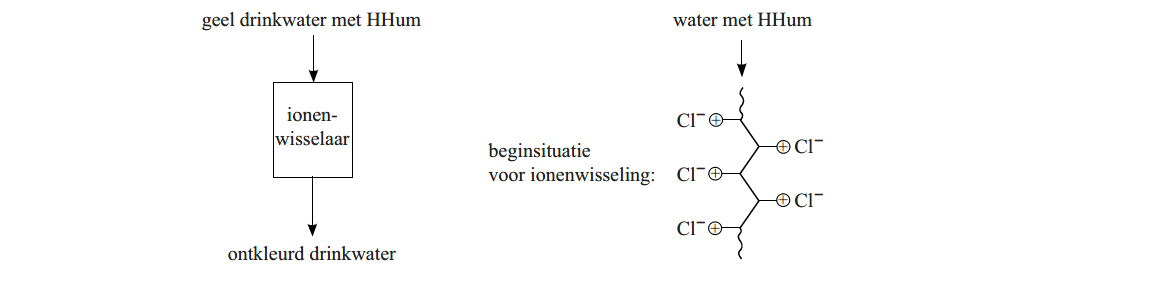 geel drinkwater met HHum
ionen-
wisselaar
ontkleurd drinkwater
water met HHum
beginsituatie
voor ionenwisseling:
Cl⁻ ⊕
⊕ Cl⁻
Cl⁻ ⊕
⊕ Cl⁻
Cl⁻ ⊕